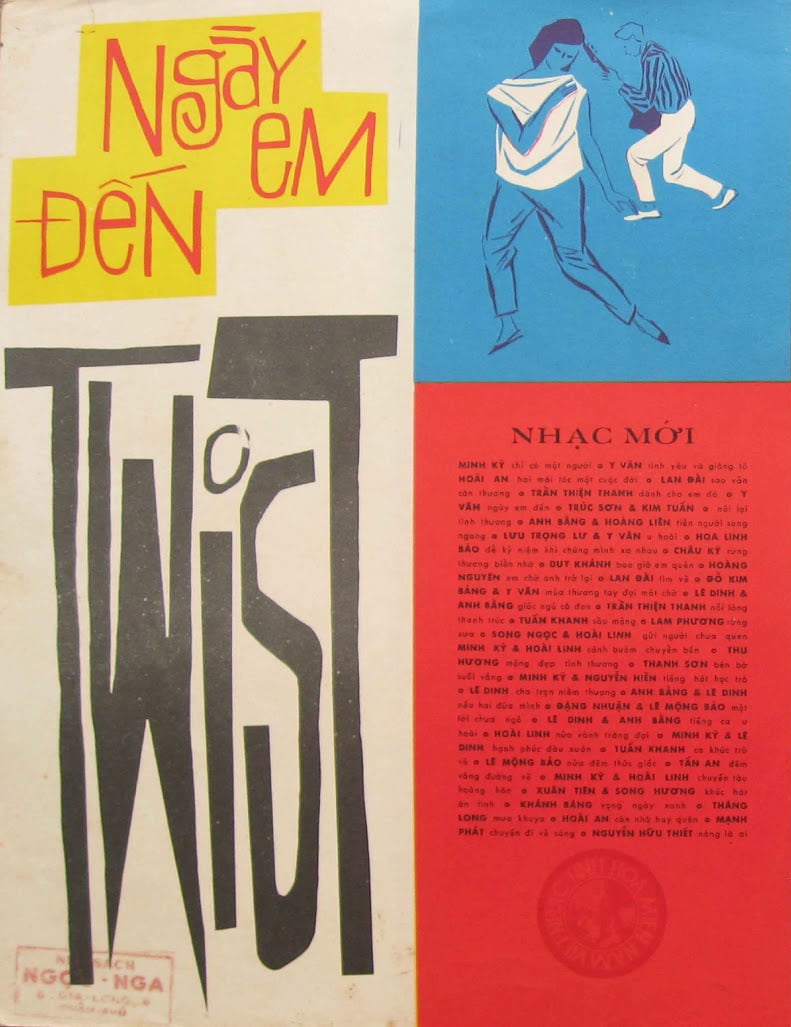 NGÀY
EM
ĐẾN
TWIST
NHẠC MỚI
MINH KỲ chỉ có một người o Y VÂN tình yêu và giông tố
HOÀI AN hai mái tóc một cuộc đời o LAN ĐÀI sao vẫn
còn thương o TRẦN THIỆN THANH dành cho em đó o Y
VÂN ngày em đến o TRÚC SƠN & KIM TUẤN o nối lại
tình thương o ANH BẰNG & HOÀNG LIÊN tiễn người sang
ngang o LƯU TRỌNG LƯ & Y VÂN u hoài o HOA LINH
BẢO để kỷ niệm khi chúng mình xa nhau o CHÂU KỲ rừng
thương biển nhớ o DUY KHÁNH bao giờ em quên o HOÀNG
NGUYÊN em chờ anh trở lại o LAN ĐÀI tìm về o ĐỖ KIM
BẢNG & Y VÂN mùa thương tay đợi mắt chờ o LÊ DINH &
ANH BẰNG giấc ngủ cô đơn o TRẦN THIỆN THANH nỗi lòng
thanh trúc o TUẤN KHANH sầu mộng o LAM PHƯƠNG rừng
xưa o SONG NGỌC & HOÀI LINH gửi người chưa quen
MINH KỲ & HOÀI LINH cánh buồm chuyển bến o THU
HƯƠNG mộng đẹp tình thương o THANH SƠN bên bờ
suối vắng o MINH KỲ & NGUYỄN HIỀN tiếng hát học trò
o LÊ DINH cho trọn niềm thương o ANH BẰNG & LÊ DINH
nếu hai đứa mình o ĐẶNG NHUẬN & LÊ MỘNG BẢO một
lời chưa ngỏ o LÊ DINH & ANH BẰNG tiếng ca u
hoài o HOÀI LINH nửa vành trăng đợi o MINH KỲ & LÊ
DINH hạnh phúc đầu xuân o TUẤN KHANH ca khúc trở
về o LÊ MỘNG BẢO nửa đêm thức giấc o TẤN AN đêm
vắng đường về o MINH KỲ & HOÀI LINH chuyến tàu
hoàng hôn o XUÂN TIÊN & SONG HƯƠNG khúc hát
ân tình o KHÁNH BĂNG vọng ngày xanh o THĂNG
LONG mưa khuya o HOÀI AN còn nhớ hay quên o MẠNH
PHÁT chuyến đi về sáng o NGUYỄN HỮU THIẾT nàng là ai
NHÀ SÁCH
NGỌC - NGA
GIA-LONG